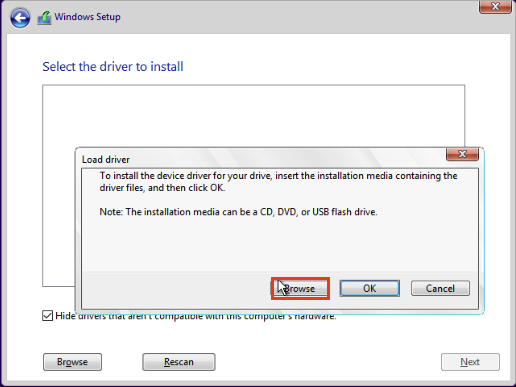 Windows Setup
Select the driver to install
Load driver
To install the device driver for your drive, insert the installation media containing the
driver files, and then click OK.
Note: The installation media can be a CD, DVD, or USB flash drive.
Browse
OK
Cancel
Hide drivers that aren't compatible with this computer's hardware.
Browse
Rescan
Next